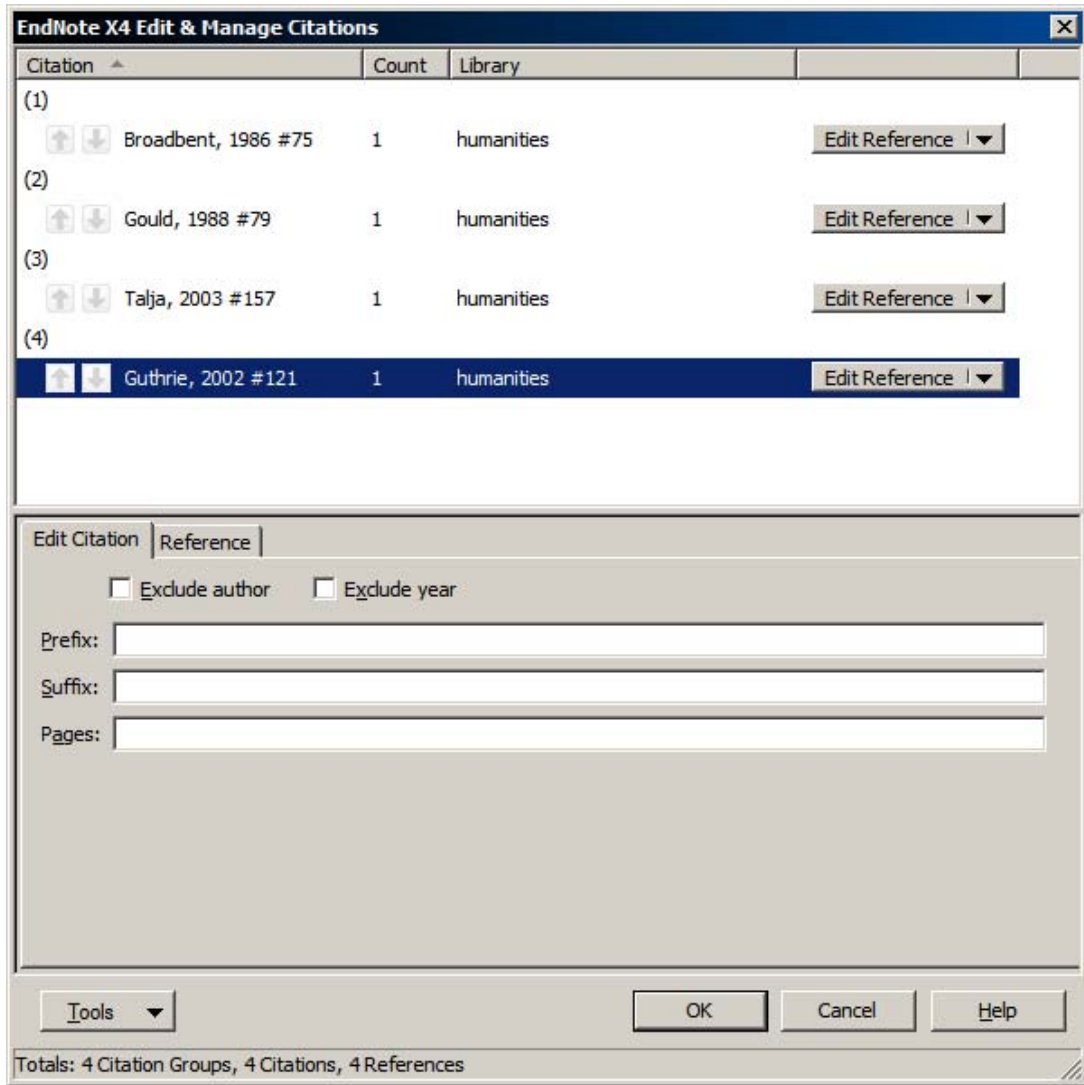 EndNote X4 Edit & Manage Citations
Citation Count Library
(1)
Broadbent, 1986 #75 1 humanities Edit Reference
(2)
Gould, 1988 #79 1 humanities Edit Reference
(3)
Talja, 2003 #157 1 humanities Edit Reference
(4)
Guthrie, 2002 #121 1 humanities Edit Reference
Edit Citation Reference
Exclude author Exclude year
Prefix:
Suffix:
Pages:
Tools OK Cancel Help
Totals: 4 Citation Groups, 4 Citations, 4 References